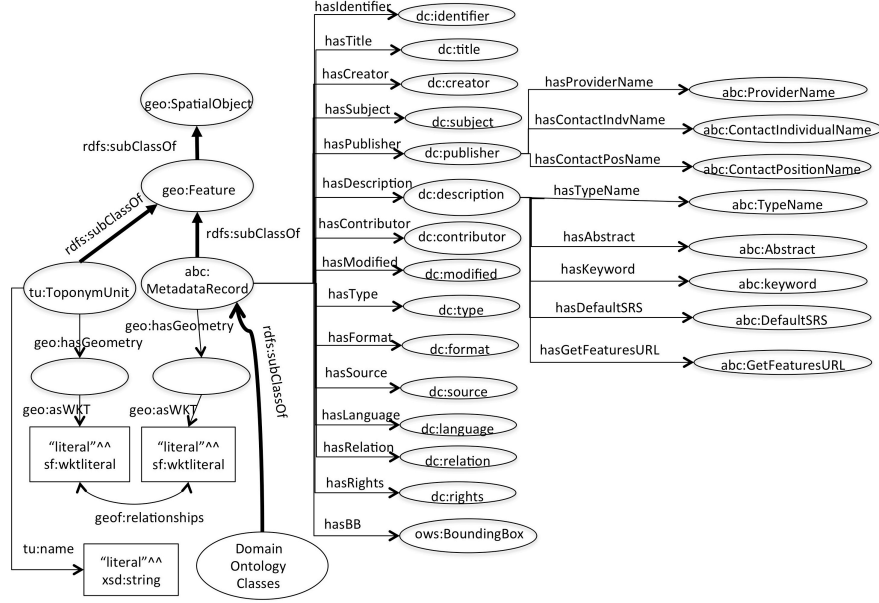 hasIdentifier
dc:identifier
hasTitle
dc:title
hasCreator
dc:creator
hasSubject
dc:subject
hasPublisher
dc:publisher
hasDescription
dc:description
hasContributor
dc:contributor
hasModified
dc:modified
hasType
dc:type
hasFormat
dc:format
hasSource
dc:source
hasLanguage
dc:language
hasRelation
dc:relation
hasRights
dc:rights
hasBB
ows:BoundingBox
hasProviderName
abc:ProviderName
hasContactIndvName
abc:ContactIndividualName
hasContactPosName
abc:ContactPositionName
hasTypeName
abc:TypeName
hasAbstract
abc:Abstract
hasKeyword
abc:keyword
hasDefaultSRS
abc:DefaultSRS
hasGetFeaturesURL
abc:GetFeaturesURL
geo:SpatialObject
rdfs:subClassOf
geo:Feature
rdfs:subClassOf
rdfs:subClassOf
tu:ToponymUnit
abc:
MetadataRecord
geo:hasGeometry
geo:hasGeometry
rdfs:subClassOf
geo:asWKT
geo:asWKT
“literal”^^
sf:wktliteral
“literal”^^
sf:wktliteral
geof:relationships
tu:name
“literal”^^
xsd:string
Domain
Ontology
Classes